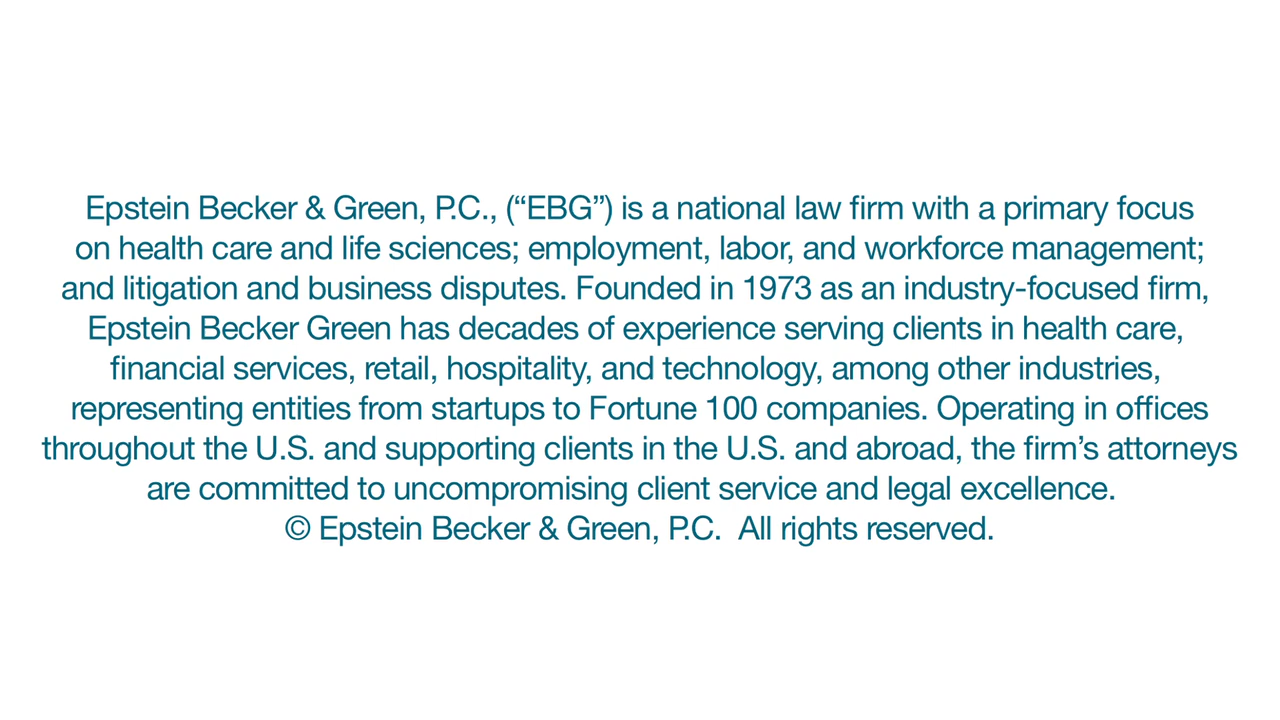 Epstein Becker & Green, P.C., (“EBG”) is a national law firm with a primary focus
on health care and life sciences; employment, labor, and workforce management;
and litigation and business disputes. Founded in 1973 as an industry-focused firm,
Epstein Becker Green has decades of experience serving clients in health care,
financial services, retail, hospitality, and technology, among other industries,
representing entities from startups to Fortune 100 companies. Operating in offices
throughout the U.S. and supporting clients in the U.S. and abroad, the firm’s attorneys
are committed to uncompromising client service and legal excellence.
© Epstein Becker & Green, P.C.  All rights reserved.